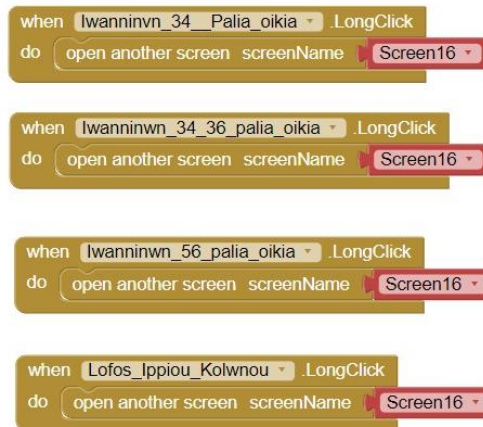 when Iwanninvn_34__Palia_oikia .LongClick
do open another screen screenName Screen16
when Iwanninwn_34_36_palia_oikia .LongClick
do open another screen screenName Screen16
when Iwanninwn_56_palia_oikia .LongClick
do open another screen screenName Screen16
when Lofos_Ippiou_Kolwnou .LongClick
do open another screen screenName Screen16